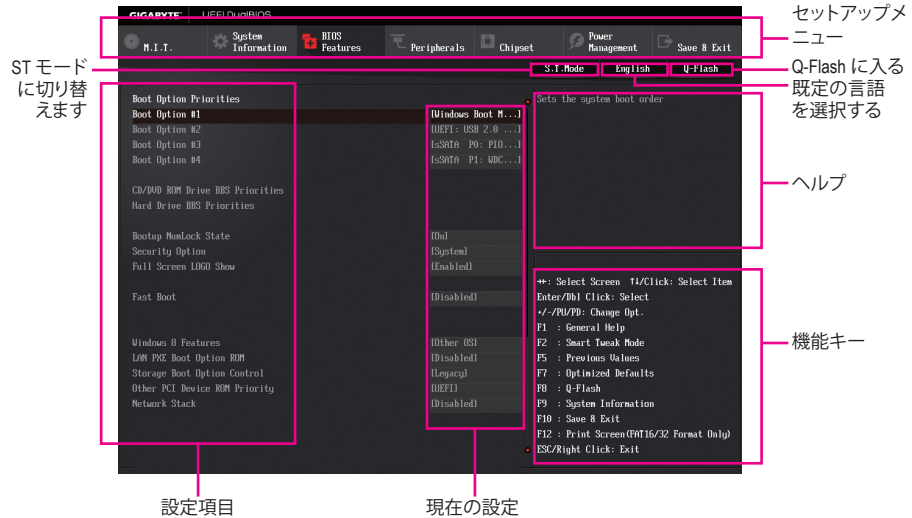 GIGABYTE UEFI DualBIOS
セットアップメ
ニュー
M.I.T.
System
Information
BIOS
Features
Peripherals
Chipset
Power
Management
Save & Exit
ST モード
に切り替
えます
S.T.Mode English Q-Flash
Q-Flash に入る
既定の言語
を選択する
Boot Option Priorities
Boot Option #1 [Windows Boot M...]
Boot Option #2 [UEFI: USB 2.0 ...]
Boot Option #3 [sSATA P0: PIO...]
Boot Option #4 [sSATA P1: WDC...]
CD/DVD ROM Drive BBS Priorities
Hard Drive BBS Priorities
Bootup NumLock State [On]
Security Option [System]
Full Screen LOGO Show [Enabled]
Fast Boot [Disabled]
Windows 8 Features [Other OS]
LAN PXE Boot Option ROM [Disabled]
Storage Boot Option Control [Legacy]
Other PCI Device ROM Priority [UEFI]
Network Stack [Disabled]
Sets the system boot order
ヘルプ
→←: Select Screen ↑↓/Click: Select Item
Enter/Dbl Click: Select
+/-/PU/PD: Change Opt.
F1 : General Help
F2 : Smart Tweak Mode
F5 : Previous Values
F7 : Optimized Defaults
F8 : Q-Flash
F9 : System Information
F10 : Save & Exit
F12 : Print Screen(FAT16/32 Format Only)
ESC/Right Click: Exit
機能キー
設定項目
現在の設定